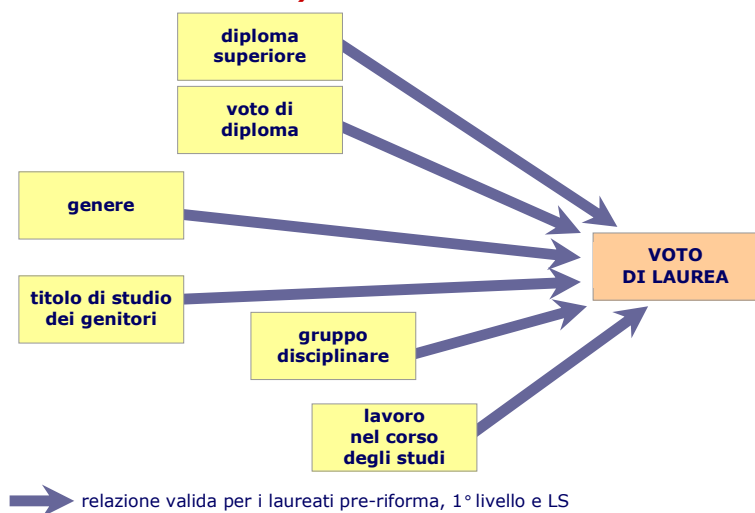 diploma
superiore
voto di
diploma
genere
VOTO
DI LAUREA
titolo di studio
dei genitori
gruppo
disciplinare
lavoro
nel corso
degli studi
relazione valida per i laureati pre-riforma, 1° livello e LS